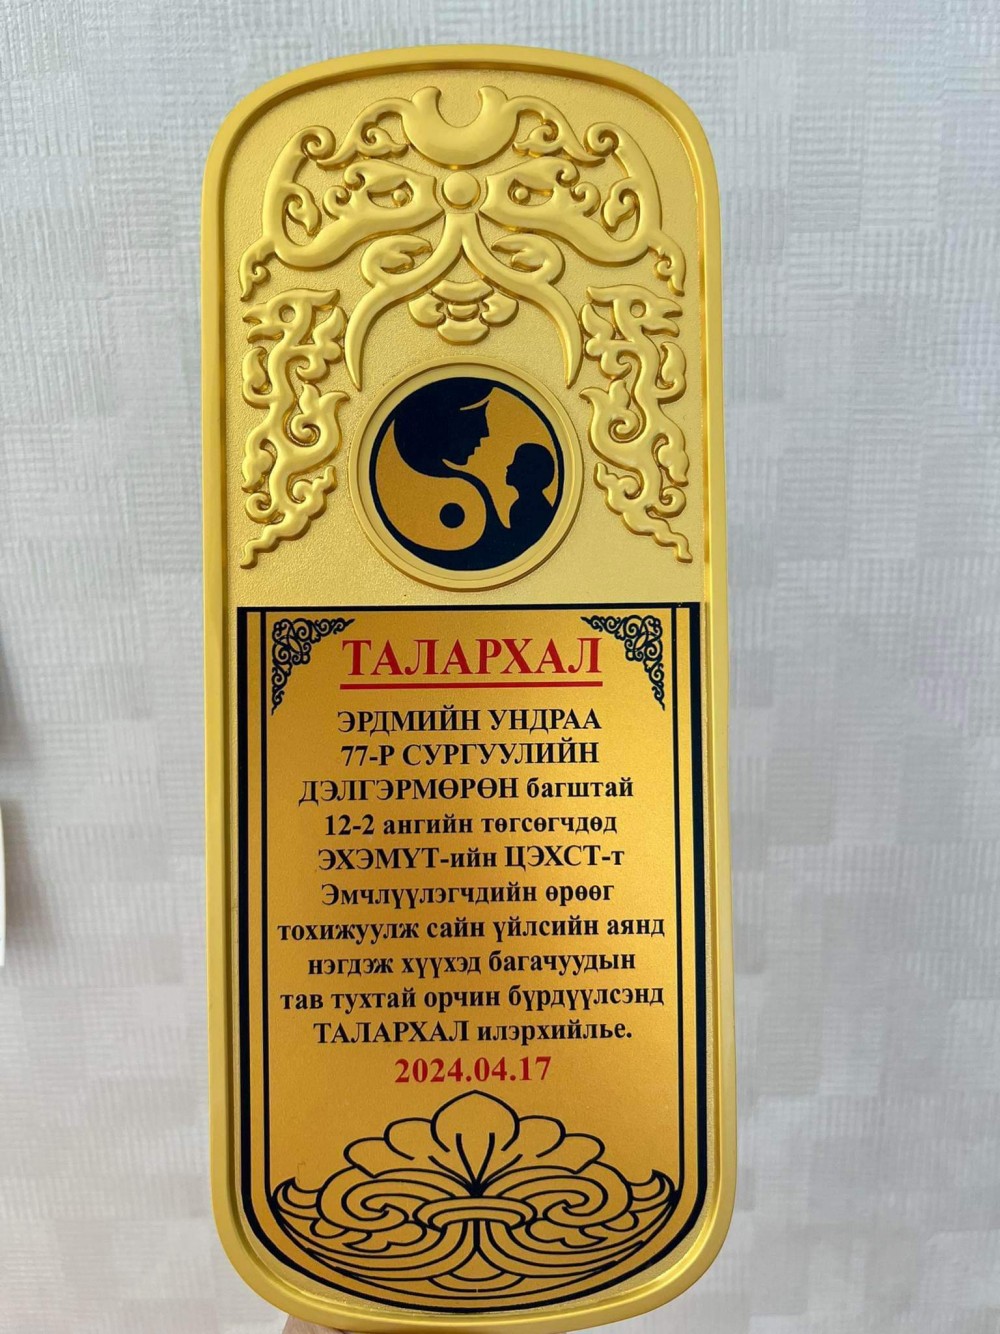 ТАЛАРХАЛ
ЭРДМИЙН УНДРАА
77-Р СУРГУУЛИЙН
ДЭЛГЭРМӨРӨН багштай
12-2 ангийн төгсөгчдөд
ЭХЭМҮТ-ийн ЦЭХСТ-т
Эмчлүүлэгчдийн өрөөг
тохижуулж сайн үйлсийн аянд
нэгдэж хүүхэд багачуудын
тав тухтай орчин бүрдүүлсэнд
ТАЛАРХАЛ илэрхийлье.
2024.04.17